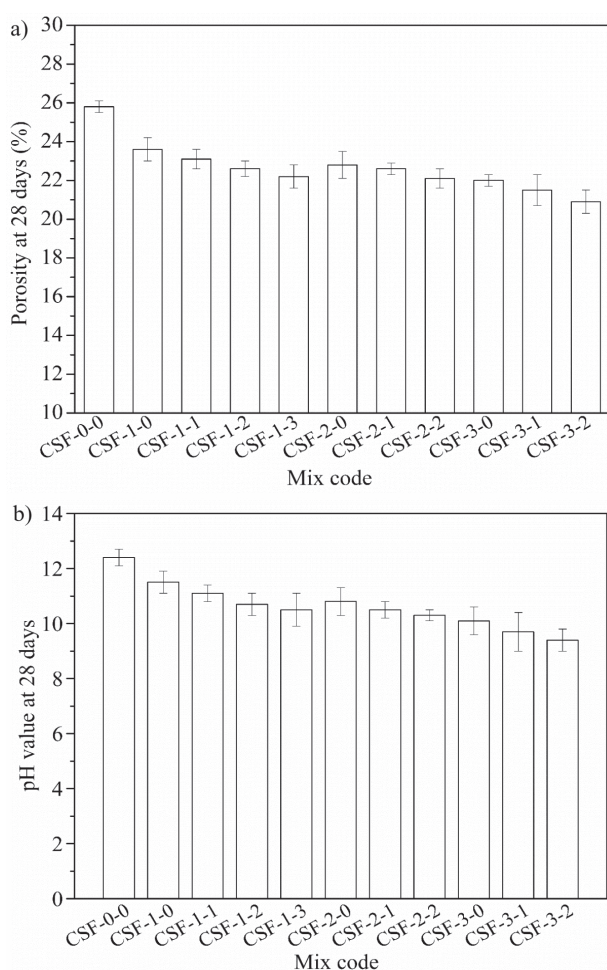 a)
30
28
26
24
22
20
18
16
14
12
10
Porosity at 28 days (%)
CSF-0-0
CSF-1-0
CSF-1-1
CSF-1-2
CSF-1-3
CSF-2-0
CSF-2-1
CSF-2-2
CSF-3-0
CSF-3-1
CSF-3-2
Mix code
b)
14
12
10
8
6
4
2
0
pH value at 28 days
CSF-0-0
CSF-1-0
CSF-1-1
CSF-1-2
CSF-1-3
CSF-2-0
CSF-2-1
CSF-2-2
CSF-3-0
CSF-3-1
CSF-3-2
Mix code